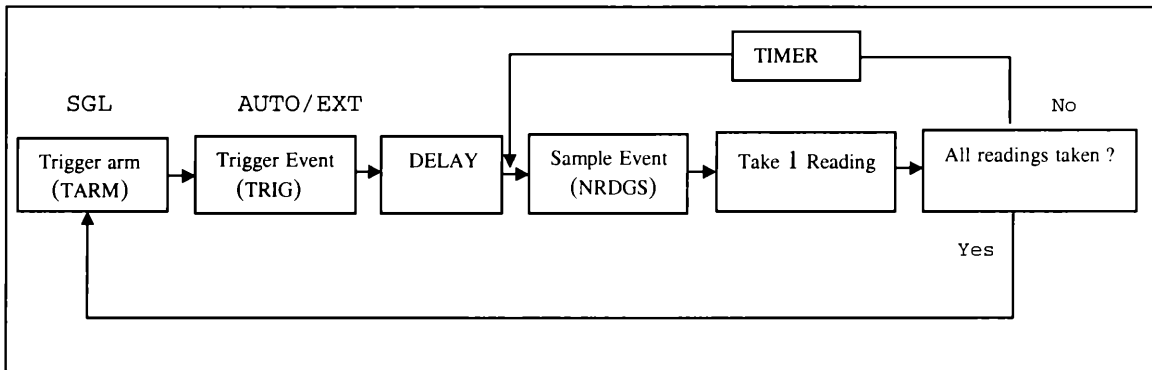 TIMER
SGL
AUTO/EXT
No
Trigger arm
(TARM)
Trigger Event
(TRIG)
DELAY
Sample Event
(NRDGS)
Take 1 Reading
All readings taken ?
Yes